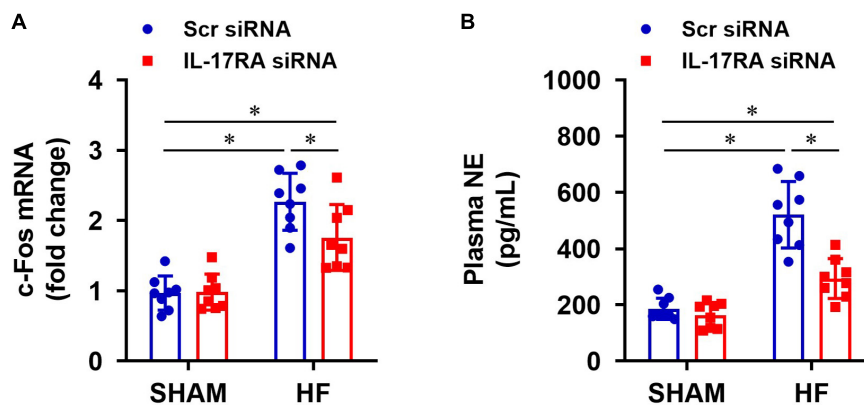 A
Scr siRNA
IL-17RA siRNA
c-Fos mRNA
(fold change)
4
3
2
1
0
*
*
*
SHAM
HF
B
Scr siRNA
IL-17RA siRNA
Plasma NE
(pg/mL)
1000
800
600
400
200
0
*
*
*
SHAM
HF